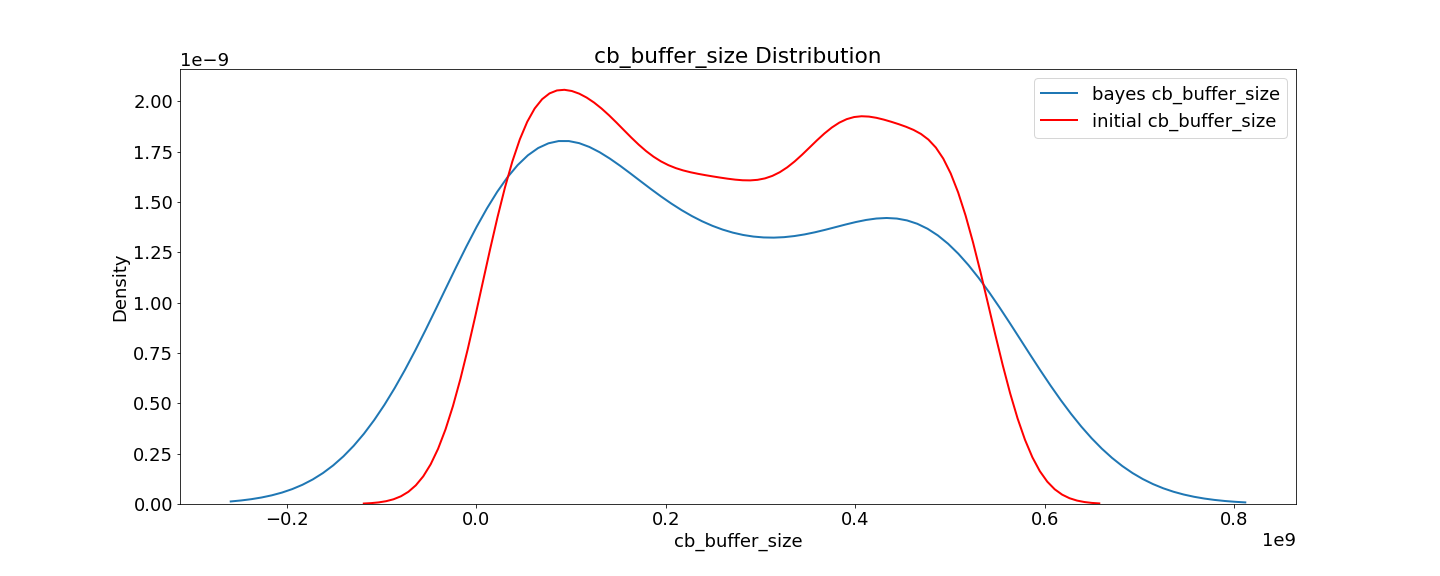 cb_buffer_size Distribution
1e−9
bayes cb_buffer_size
initial cb_buffer_size
2.00
1.75
1.50
1.25
1.00
0.75
0.50
0.25
0.00
Density
−0.2
0.0
0.2
0.4
0.6
0.8
cb_buffer_size
1e9